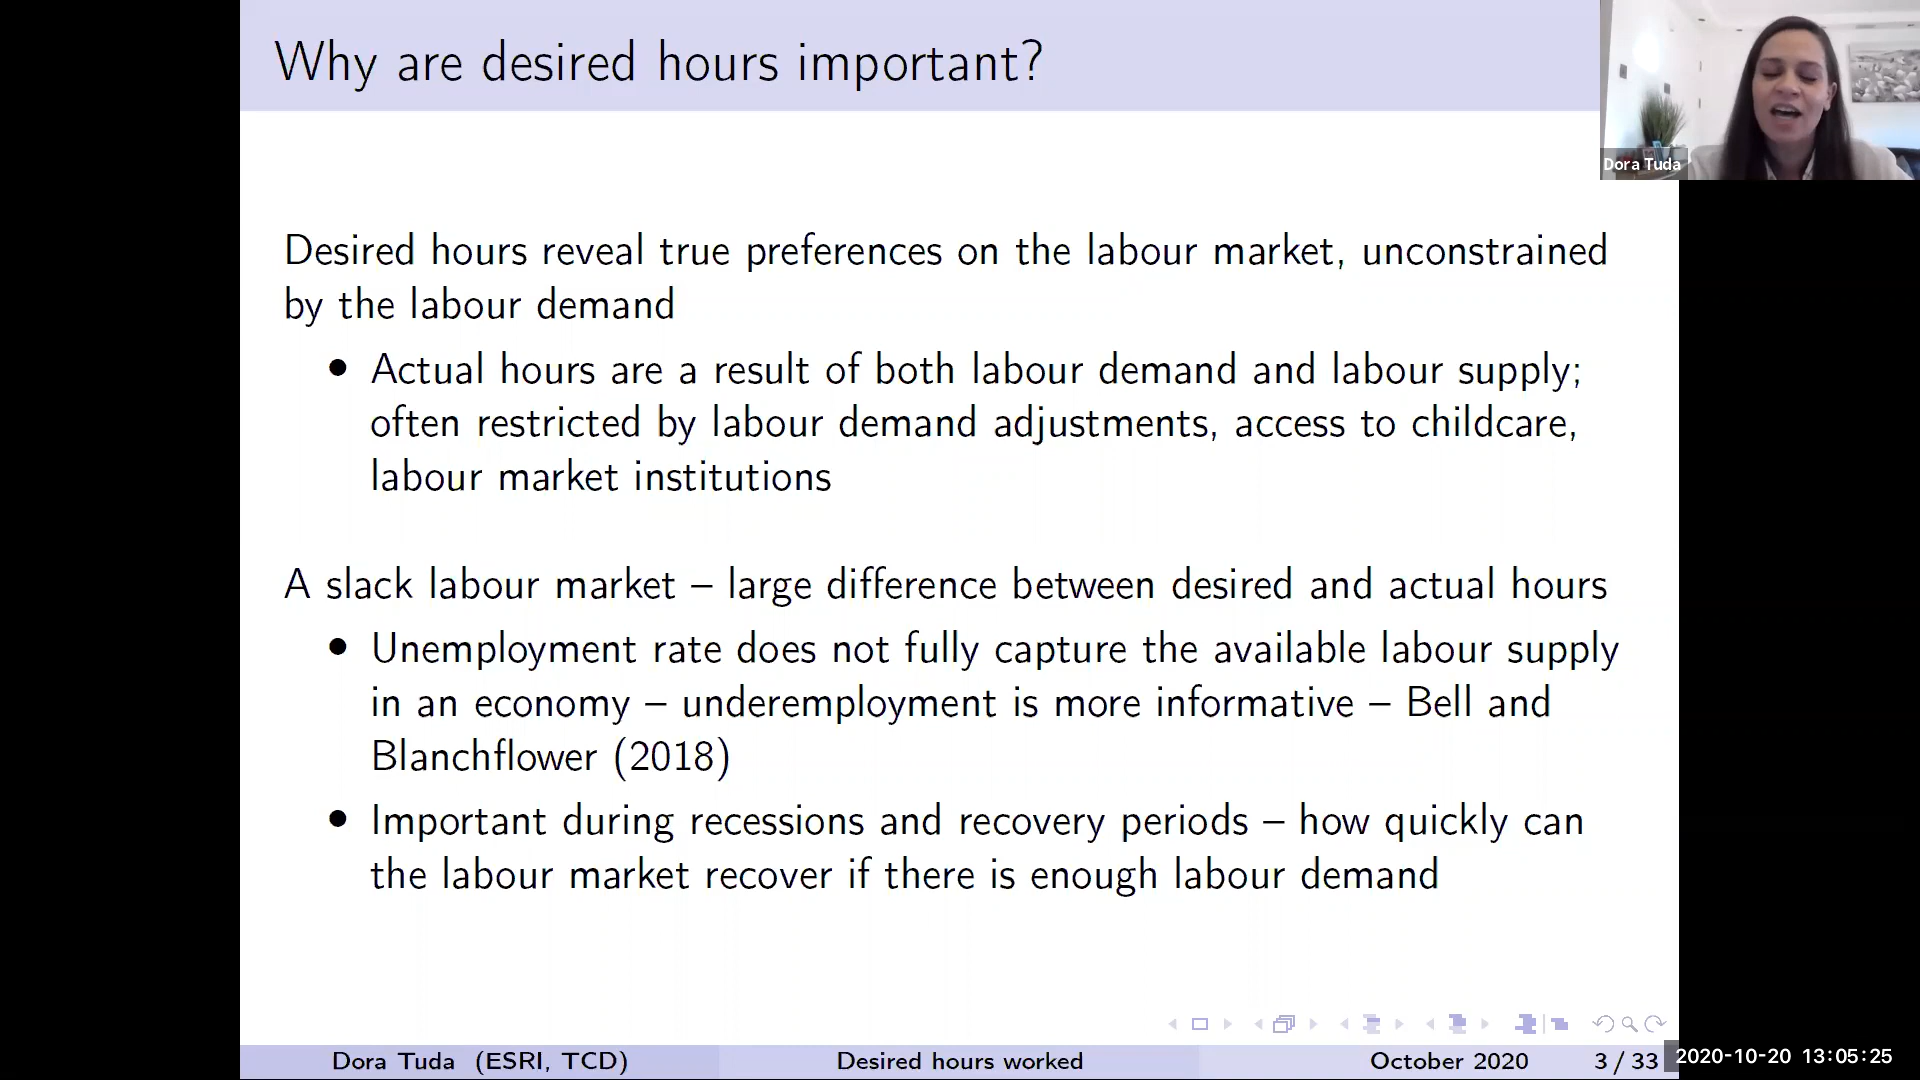 Why are desired hours important?
Dora Tuda
Desired hours reveal true preferences on the labour market, unconstrained
by the labour demand
• Actual hours are a result of both labour demand and labour supply;
often restricted by labour demand adjustments, access to childcare,
labour market institutions
A slack labour market – large difference between desired and actual hours
• Unemployment rate does not fully capture the available labour supply
in an economy – underemployment is more informative – Bell and
Blanchflower (2018)
• Important during recessions and recovery periods – how quickly can
the labour market recover if there is enough labour demand
Dora Tuda (ESRI, TCD) Desired hours worked October 2020 3 / 33
2020-10-20 13:05:25